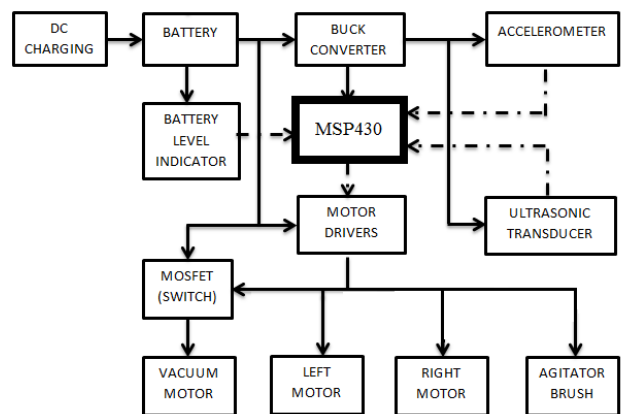 DC
CHARGING
BATTERY
BUCK
CONVERTER
ACCELEROMETER
BATTERY
LEVEL
INDICATOR
MSP430
MOTOR
DRIVERS
ULTRASONIC
TRANSDUCER
MOSFET
(SWITCH)
VACUUM
MOTOR
LEFT
MOTOR
RIGHT
MOTOR
AGITATOR
BRUSH